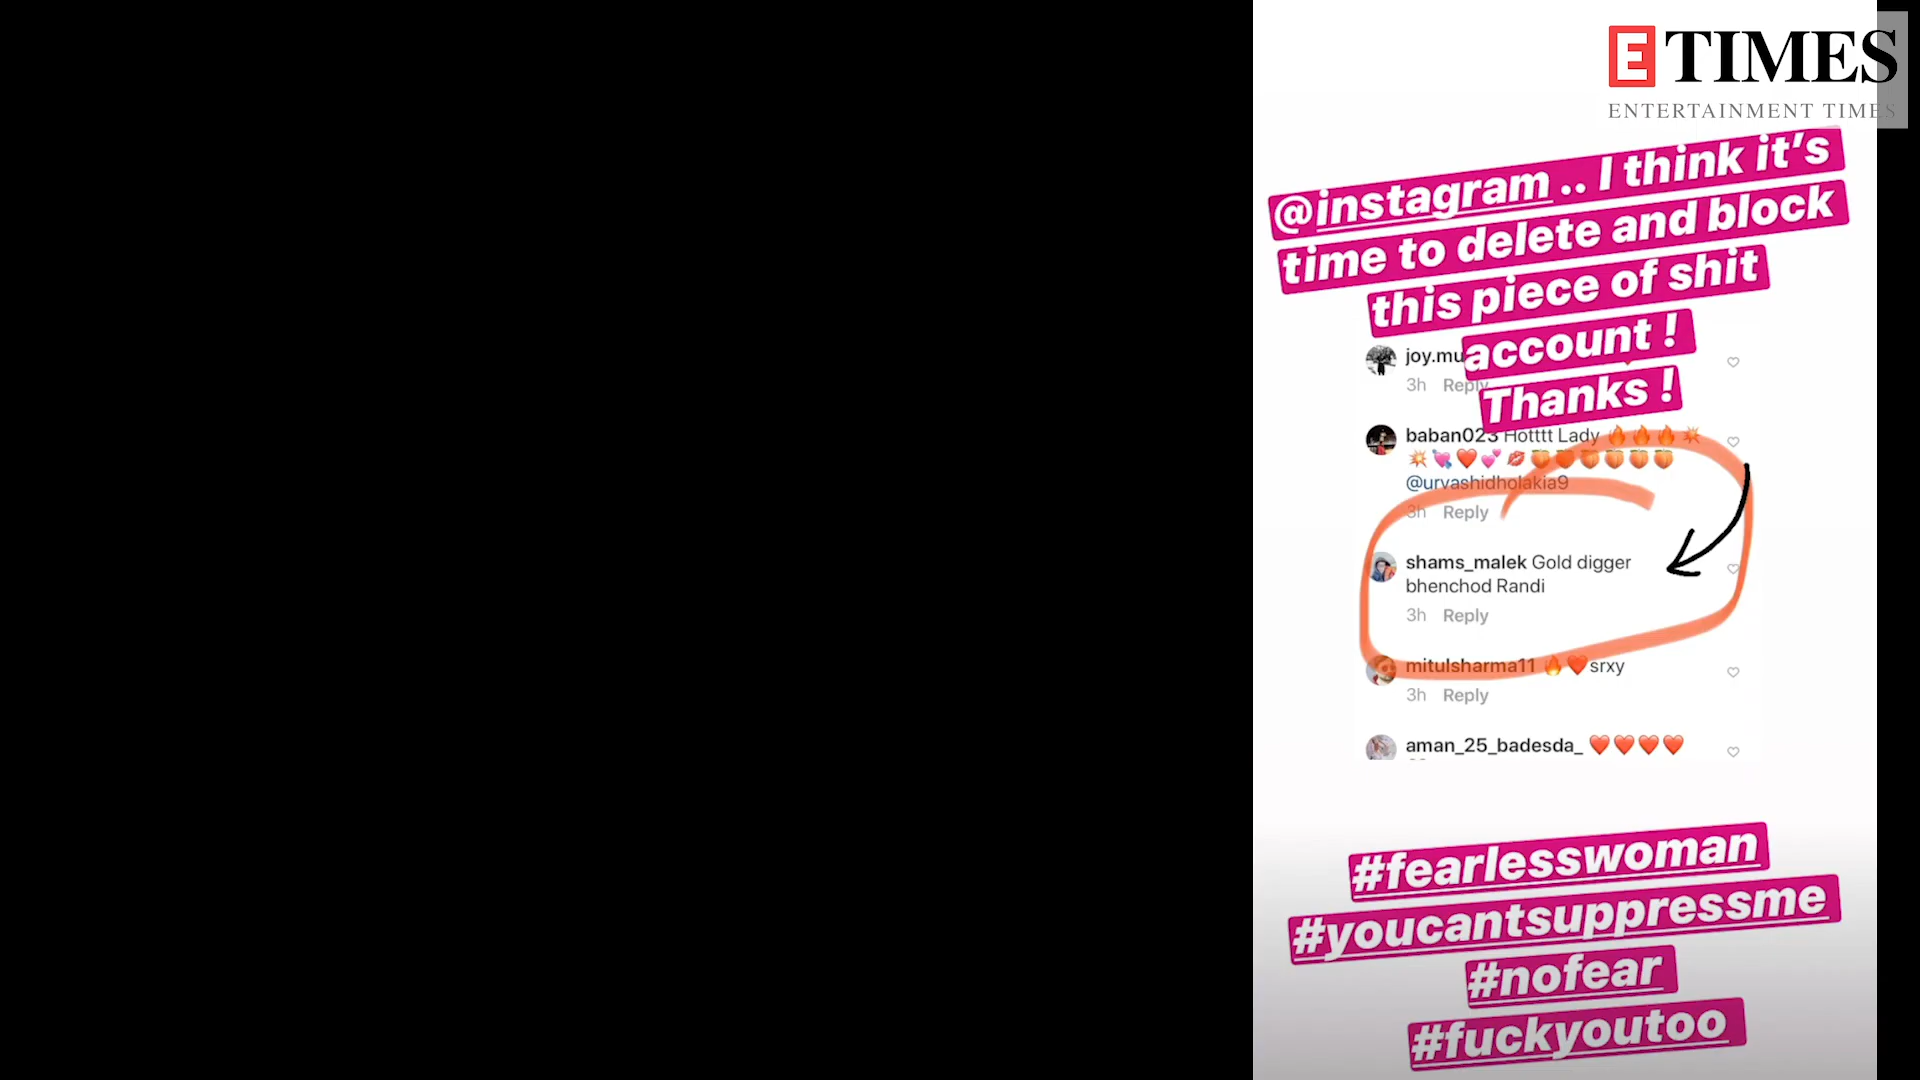 E TIMES
ENTERTAINMENT TIMES
@instagram .. I think it's
time to delete and block
this piece of shit
account !
Thanks !
joy.mu
3h Reply
baban023 Hotttt Lady 🔥🔥🔥💥
💥💘❤️💕💋🍑🍑🍑🍑🍑🍑
@urvashidholakia9
3h Reply
shams_malek Gold digger
bhenchod Randi
3h Reply
mitulsharma11 🔥❤️srxy
3h Reply
aman_25_badesda_ ❤️❤️❤️❤️
#fearlesswoman
#youcantsuppressme
#nofear
#fuckyoutoo